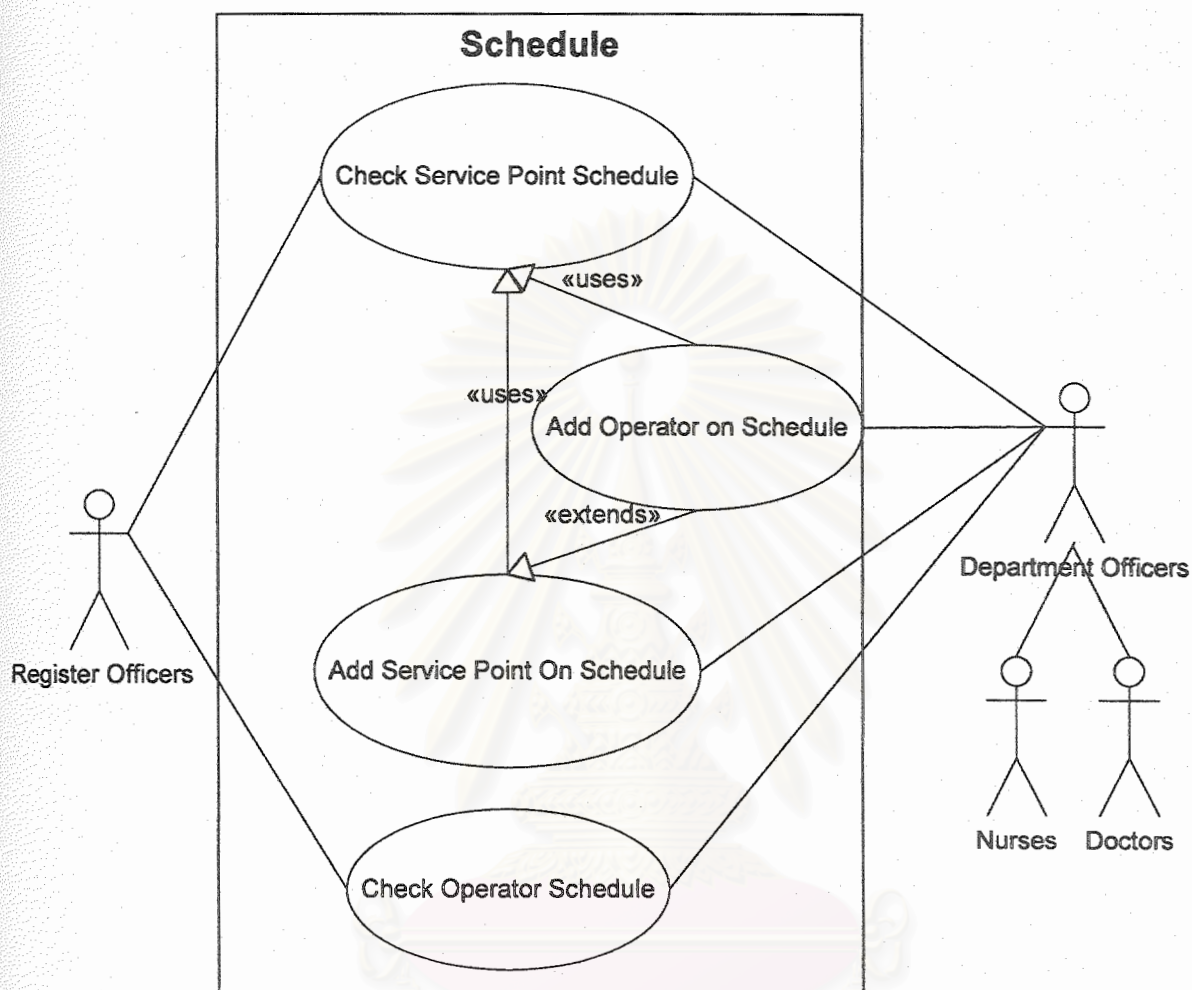 Schedule
Check Service Point Schedule
«uses»
«uses»
Add Operator on Schedule
«extends»
Department Officers
Register Officers
Add Service Point On Schedule
Nurses
Doctors
Check Operator Schedule